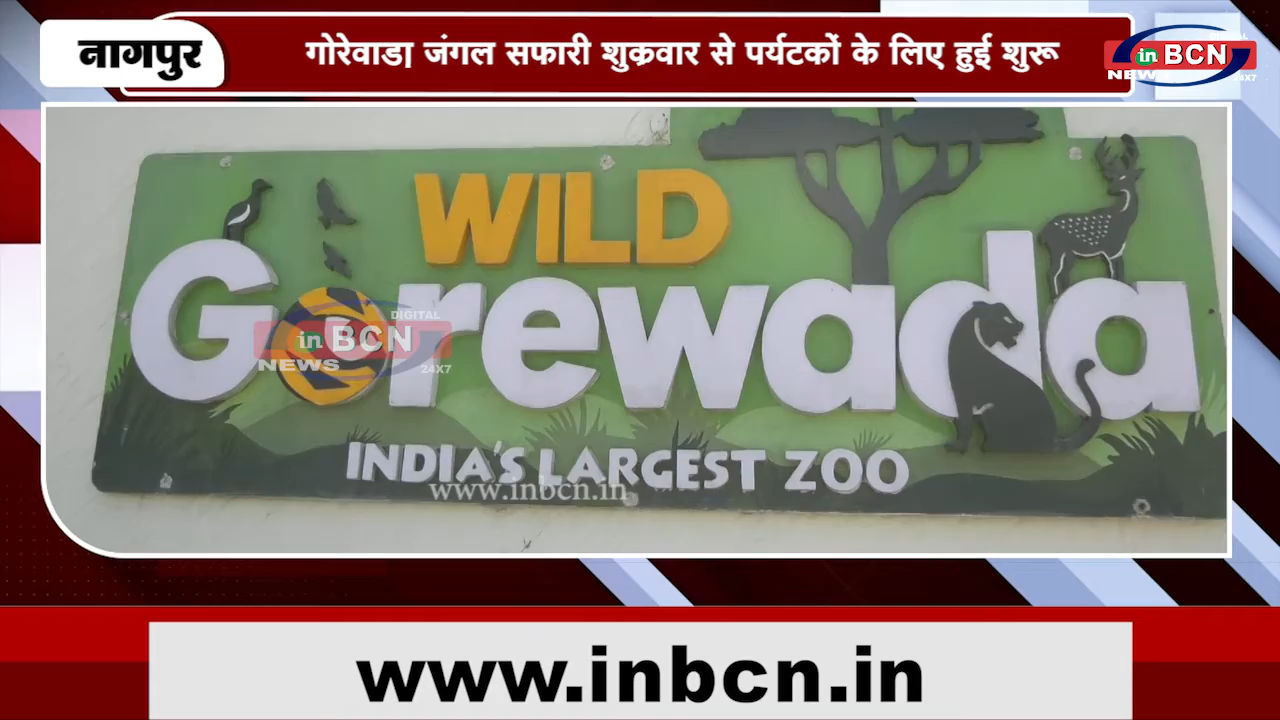 नागपुर
गोरेवाडा जंगल सफारी शुक्रवार से पर्यटकों के लिए हुई शुरू
DIGITAL
in BCN
NEWS 24X7
WILD
Gorewada
DIGITAL
in BCN
NEWS 24X7
INDIA'S LARGEST ZOO
www.inbcn.in
www.inbcn.in